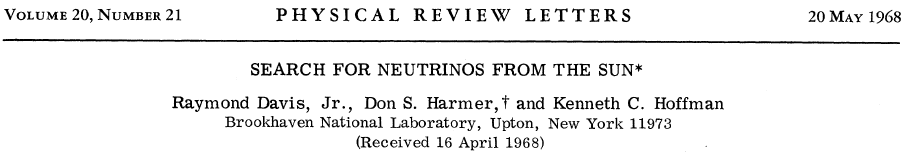 VOLUME 20, NUMBER 21 PHYSICAL REVIEW LETTERS 20 MAY 1968
SEARCH FOR NEUTRINOS FROM THE SUN*
Raymond Davis, Jr., Don S. Harmer,† and Kenneth C. Hoffman
Brookhaven National Laboratory, Upton, New York 11973
(Received 16 April 1968)